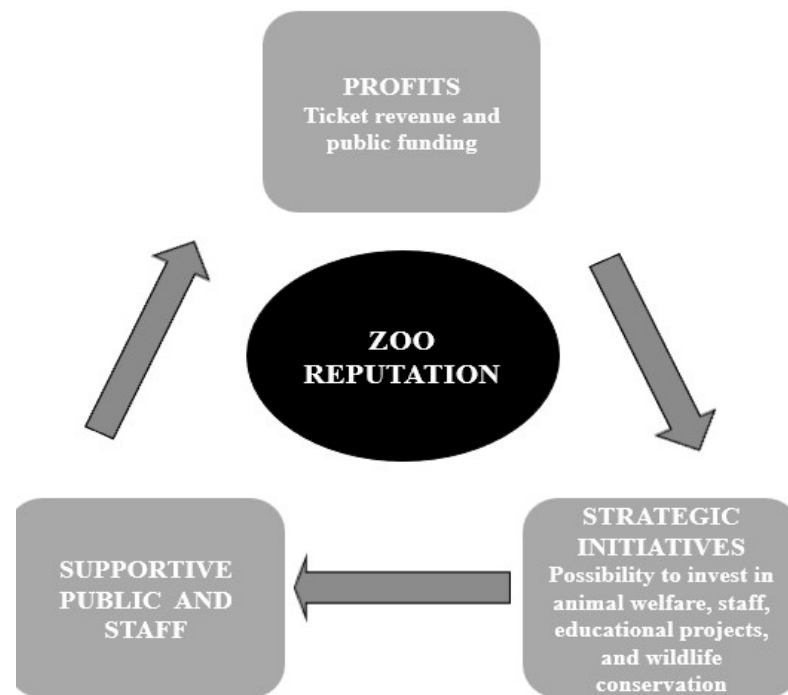 PROFITS
Ticket revenue and
public funding
ZOO
REPUTATION
SUPPORTIVE
PUBLIC AND
STAFF
STRATEGIC
INITIATIVES
Possibility to invest in
animal welfare, staff,
educational projects,
and wildlife
conservation